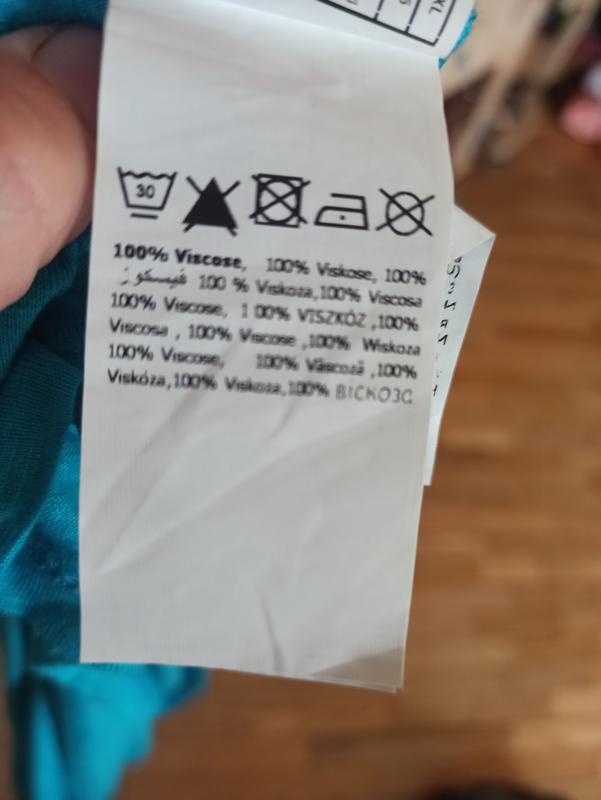 XL
30
100% Viscose, 100% Viskose, 100%
فيسكوز 100 % Viskoza,100% Viscosa
100% Viscose, 1 00% VISZKÓZ ,100%
Viscosa , 100% Viscose ,100% Wiskoza
100% Viscose, 100% Vâscoză ,100%
Viskóza,100% Viskoza,100% ВІСКОЗА